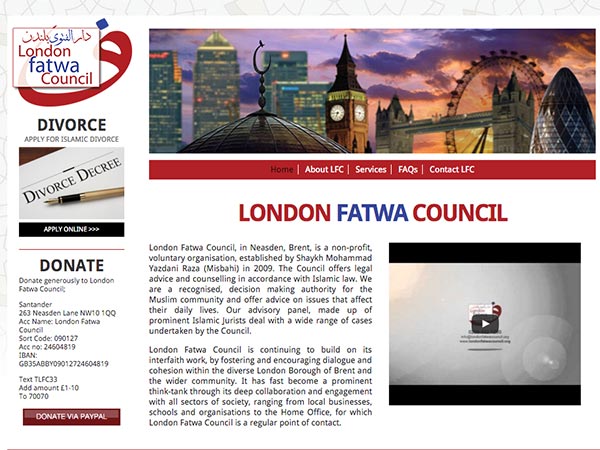 دارالفتوى بلندن
London
fatwa
Council
DIVORCE
APPLY FOR ISLAMIC DIVORCE
DIVORCE DECREE
APPLY ONLINE >>>
DONATE
Donate generously to London
Fatwa Council;
Santander
263 Neasden Lane NW10 1QQ
Acc Name: London Fatwa
Council
Sort Code: 090127
Acc no: 24604819
IBAN:
GB35ABBY09012724604819
Text TLFC33
Add amount £1-10
To 70070
DONATE VIA PAYPAL
Home | About LFC | Services | FAQs | Contact LFC
LONDON FATWA COUNCIL
London Fatwa Council, in Neasden, Brent, is a non-profit,
voluntary organisation, established by Shaykh Mohammad
Yazdani Raza (Misbahi) in 2009. The Council offers legal
advice and counselling in accordance with Islamic law. We
are a recognised, decision making authority for the
Muslim community and offer advice on issues that affect
their daily lives. Our advisory panel, made up of
prominent Islamic Jurists deal with a wide range of cases
undertaken by the Council.
London Fatwa Council is continuing to build on its
interfaith work, by fostering and encouraging dialogue and
cohesion within the diverse London Borough of Brent and
the wider community. It has fast become a prominent
think-tank through its deep collaboration and engagement
with all sectors of society, ranging from local businesses,
schools and organisations to the Home Office, for which
London Fatwa Council is a regular point of contact.